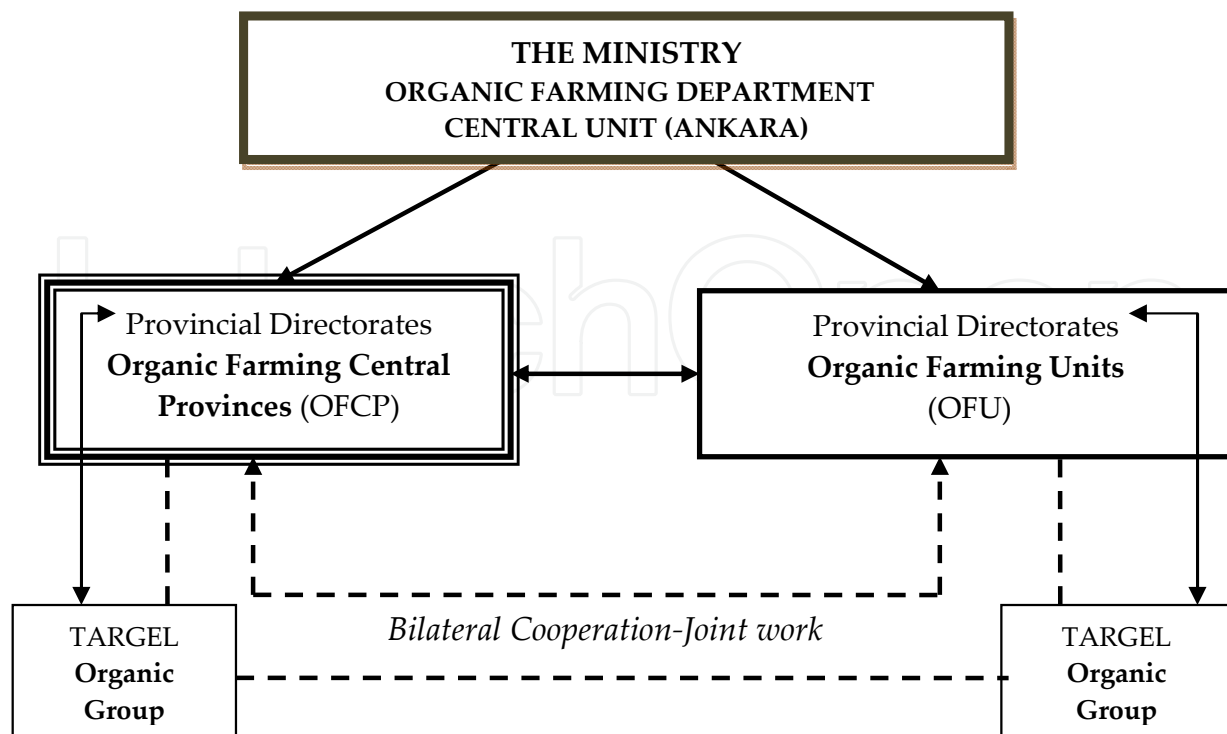 THE MINISTRY
ORGANIC FARMING DEPARTMENT
CENTRAL UNIT (ANKARA)
Provincial Directorates
Organic Farming Central
Provinces (OFCP)
Provincial Directorates
Organic Farming Units
(OFU)
Bilateral Cooperation-Joint work
TARGEL
Organic
Group
TARGEL
Organic
Group